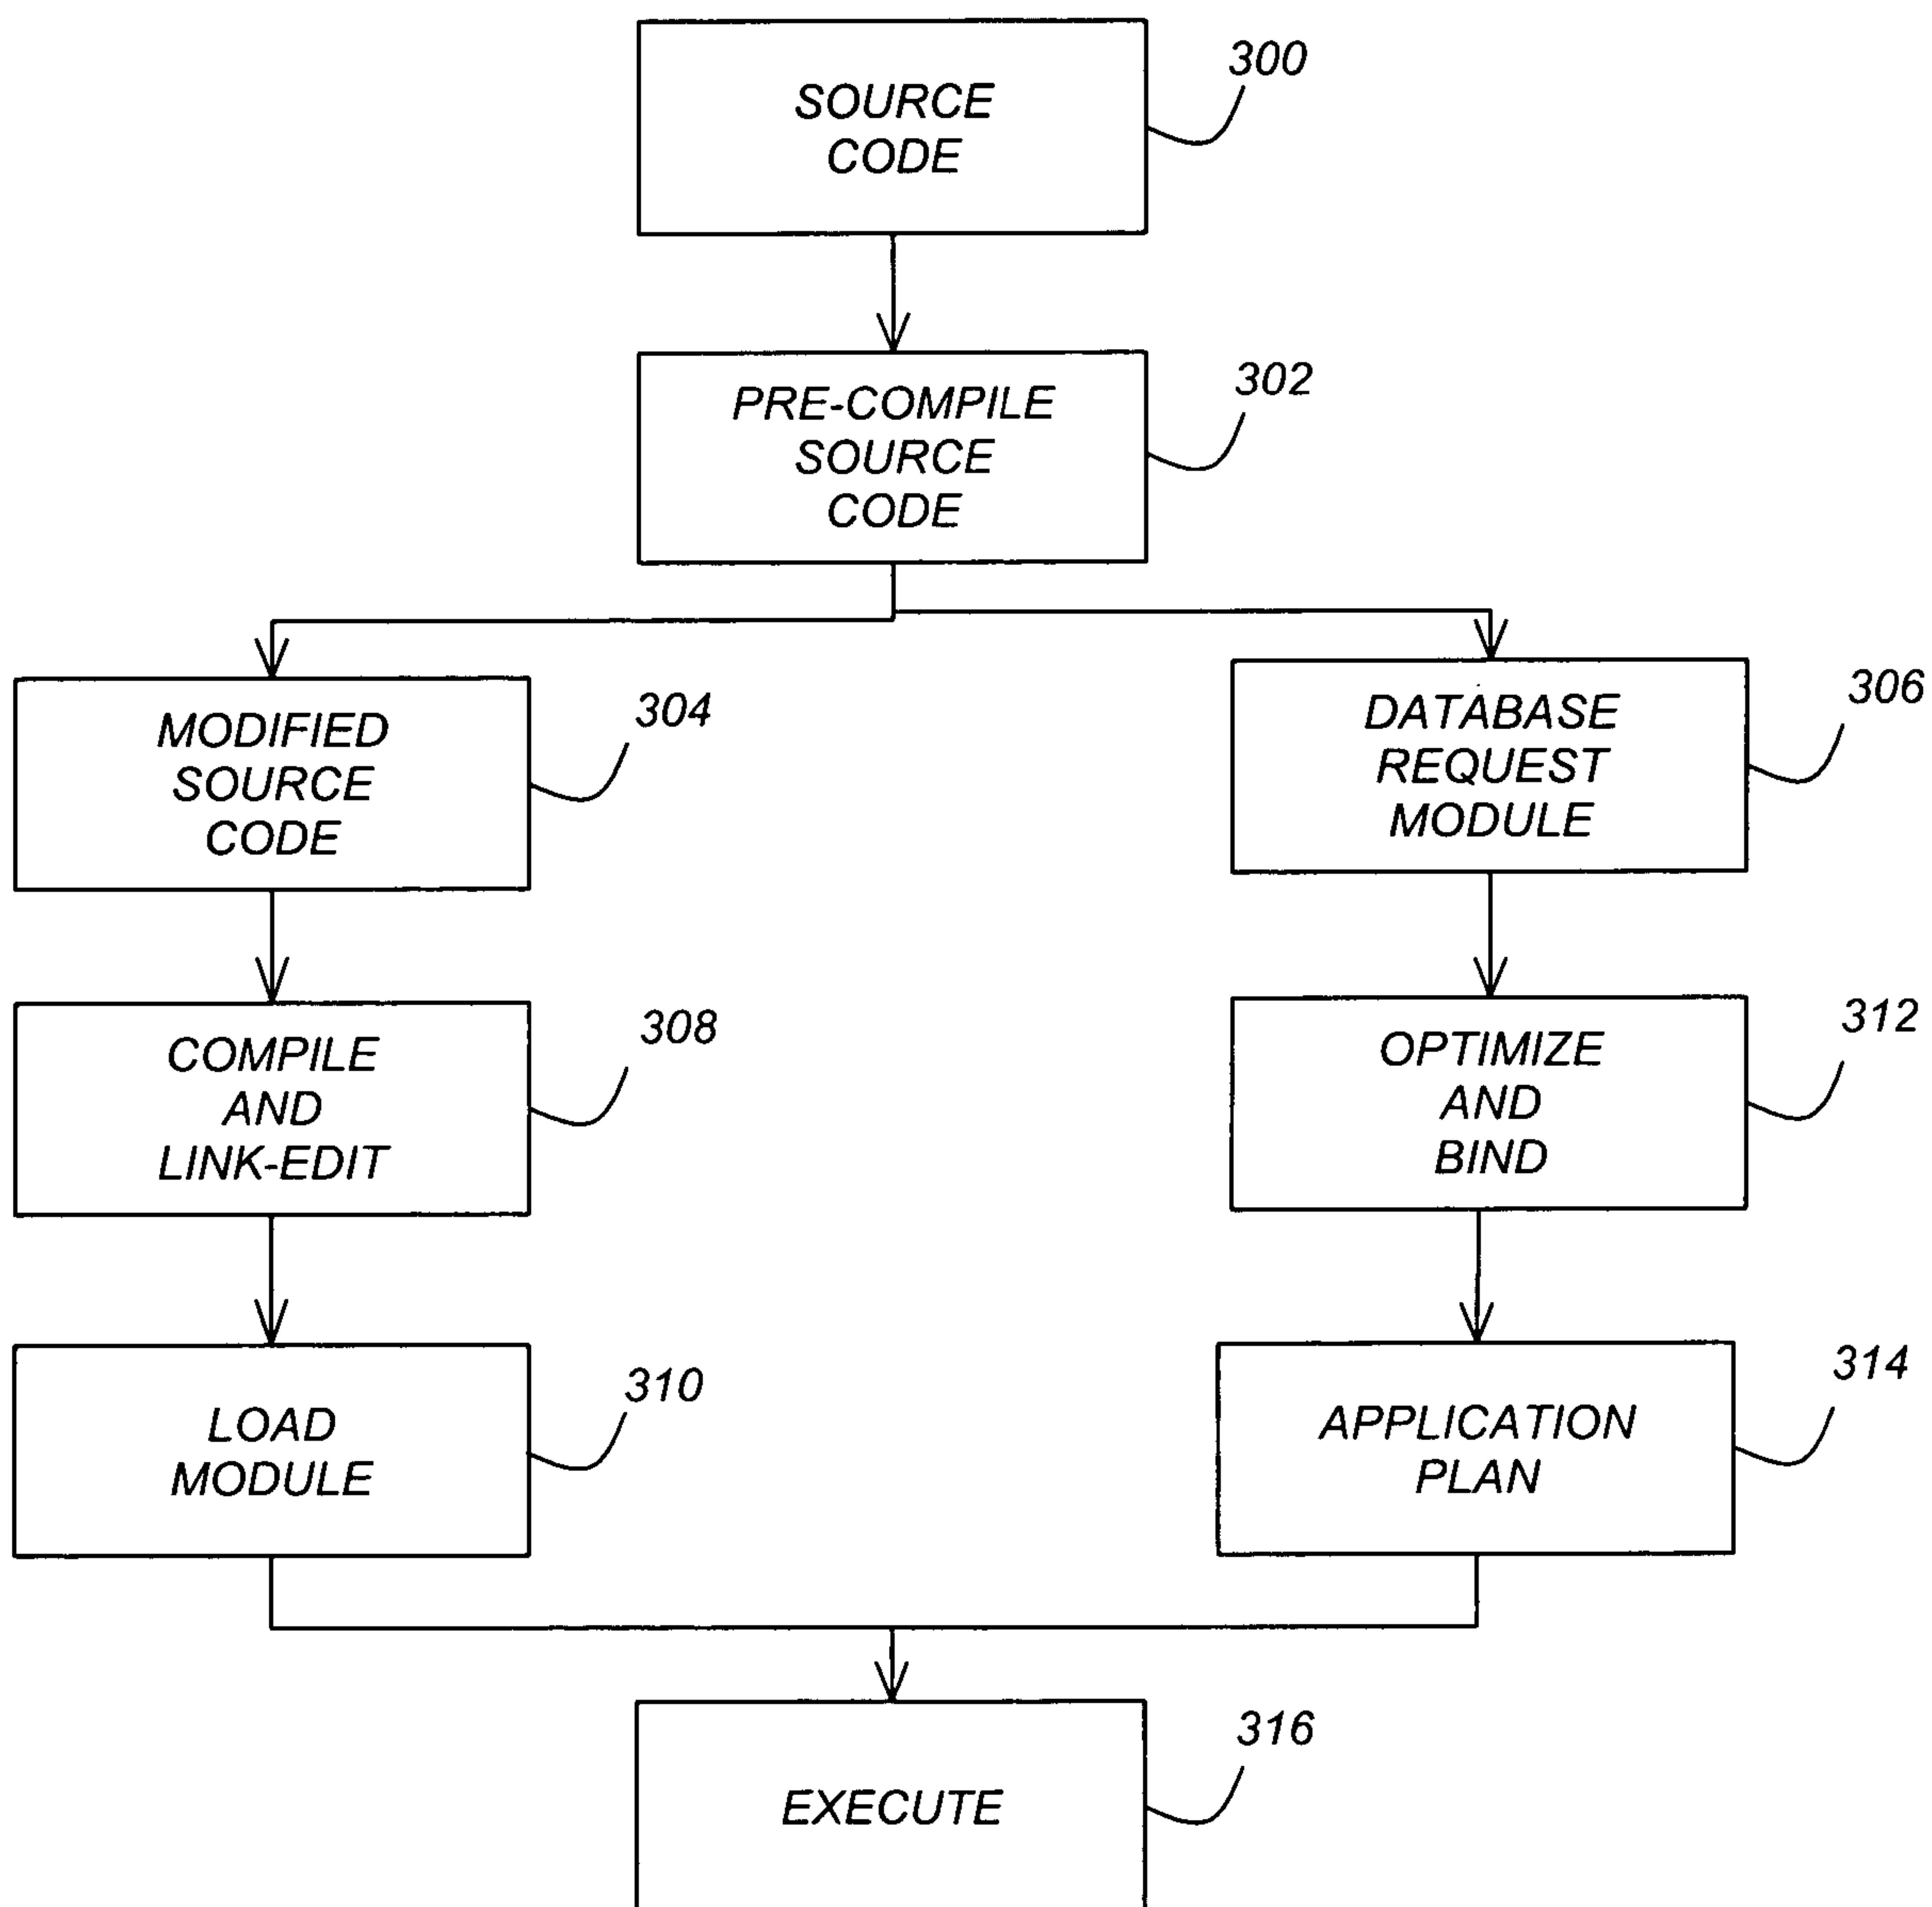 SOURCE
CODE
300
PRE-COMPILE
SOURCE
CODE
302
MODIFIED
SOURCE
CODE
304
DATABASE
REQUEST
MODULE
306
COMPILE
AND
LINK-EDIT
308
OPTIMIZE
AND
BIND
312
LOAD
MODULE
310
APPLICATION
PLAN
314
EXECUTE
316